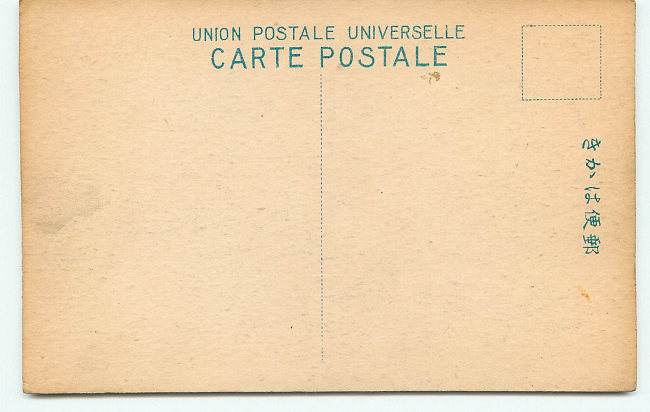 UNION POSTALE UNIVERSELLE
CARTE POSTALE
郵便はかき